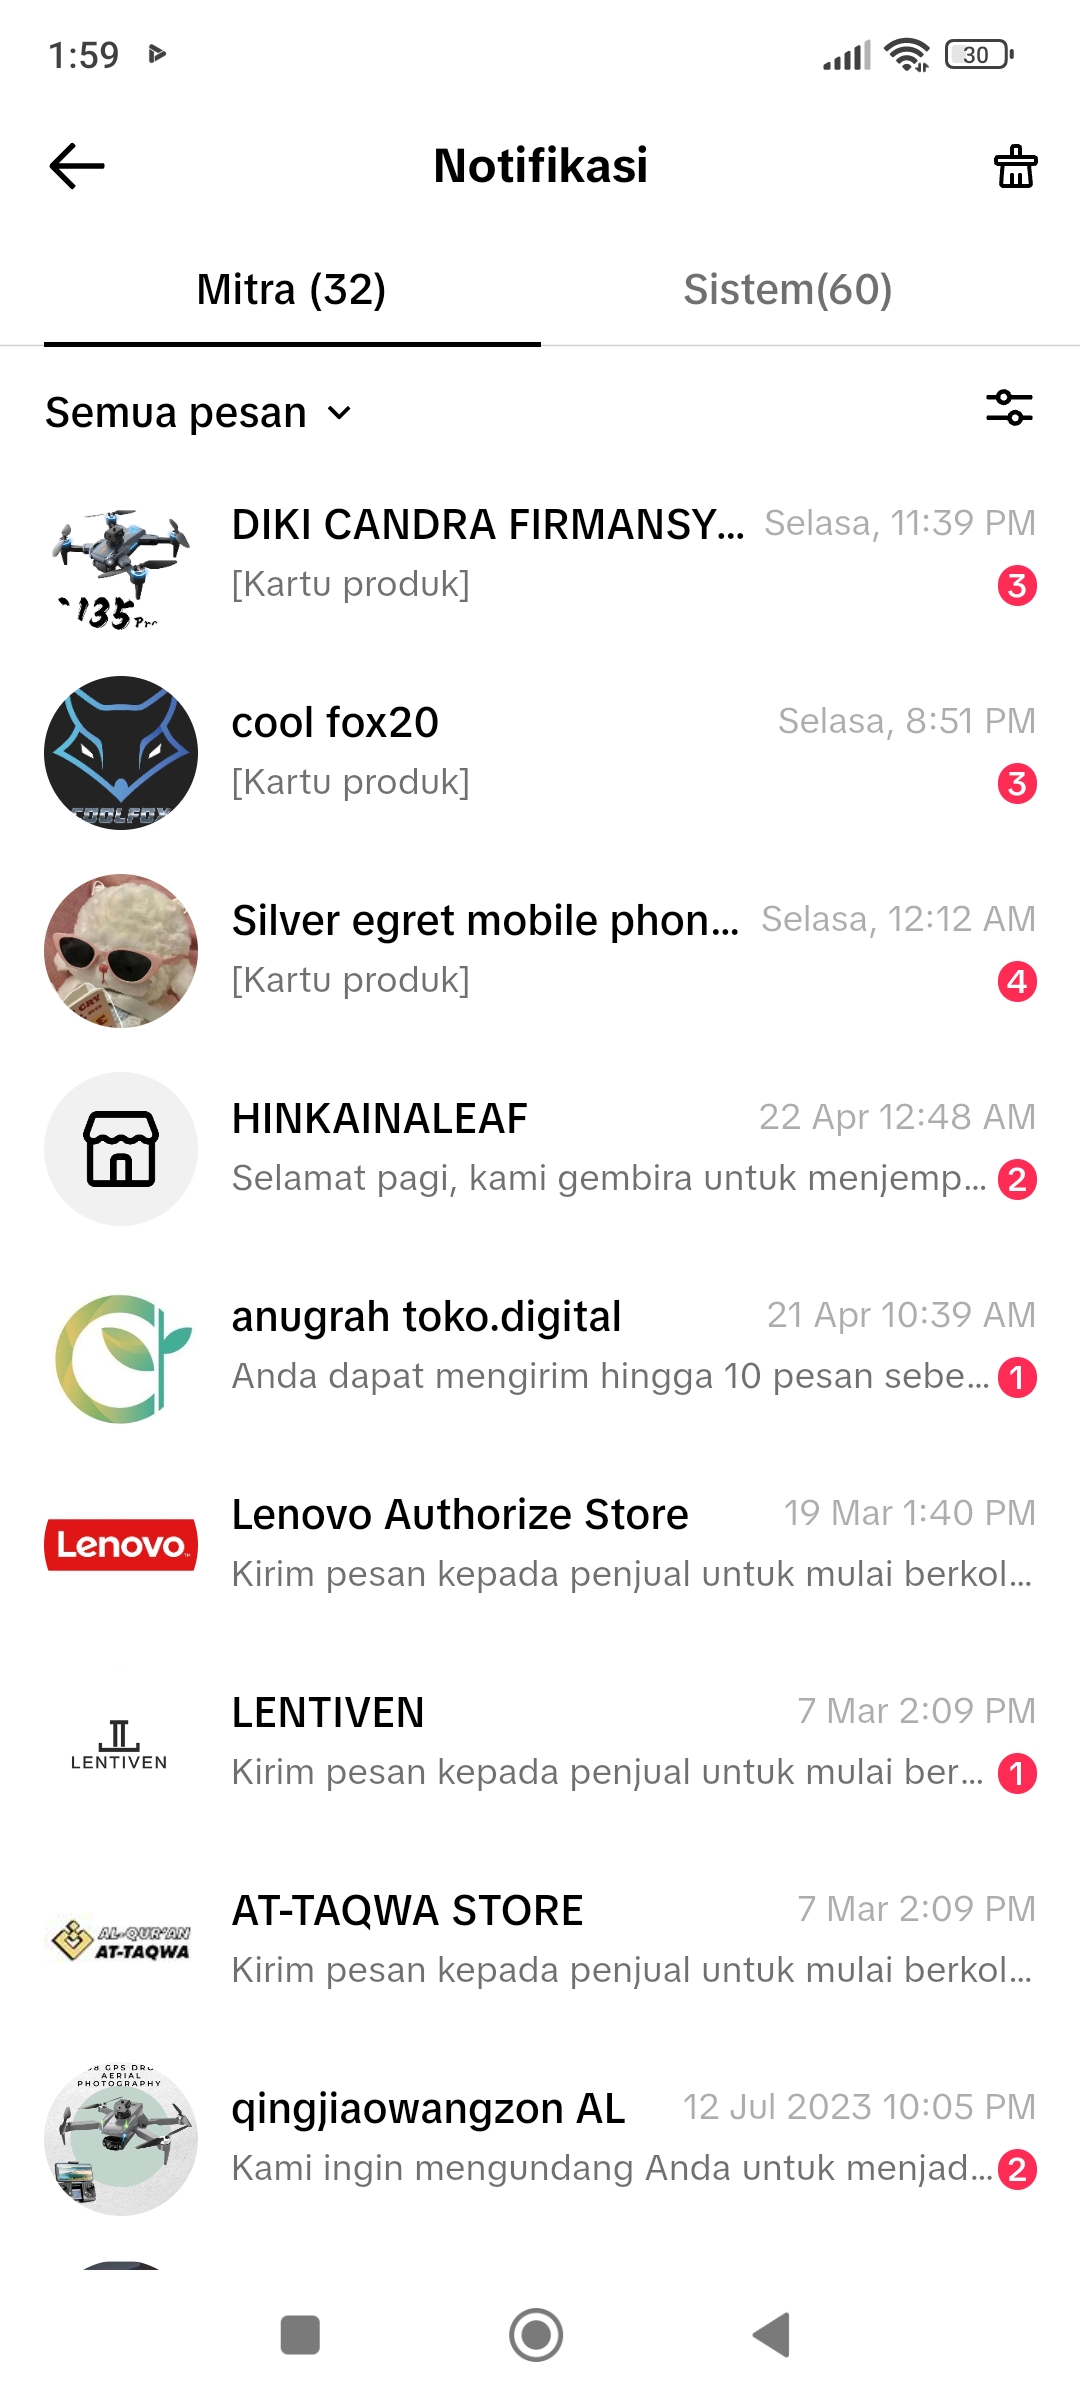 1:59
30
Notifikasi
Mitra (32)
Sistem(60)
Semua pesan
DIKI CANDRA FIRMANSY...
Selasa, 11:39 PM
[Kartu produk]
3
135 Pro
cool fox20
Selasa, 8:51 PM
[Kartu produk]
3
COOLFOX
Silver egret mobile phon...
Selasa, 12:12 AM
[Kartu produk]
4
CRY
HINKAINALEAF
22 Apr 12:48 AM
Selamat pagi, kami gembira untuk menjemp...
2
anugrah toko.digital
21 Apr 10:39 AM
Anda dapat mengirim hingga 10 pesan sebe...
1
Lenovo
Lenovo Authorize Store
19 Mar 1:40 PM
Kirim pesan kepada penjual untuk mulai berkol...
LENTIVEN
LENTIVEN
7 Mar 2:09 PM
Kirim pesan kepada penjual untuk mulai ber...
1
AL-QUR'AN
AT-TAQWA
AT-TAQWA STORE
7 Mar 2:09 PM
Kirim pesan kepada penjual untuk mulai berkol...
8 GPS DRO
AERIAL
PHOTOGRAPHY
qingjiaowangzon AL
12 Jul 2023 10:05 PM
Kami ingin mengundang Anda untuk menjad...
2